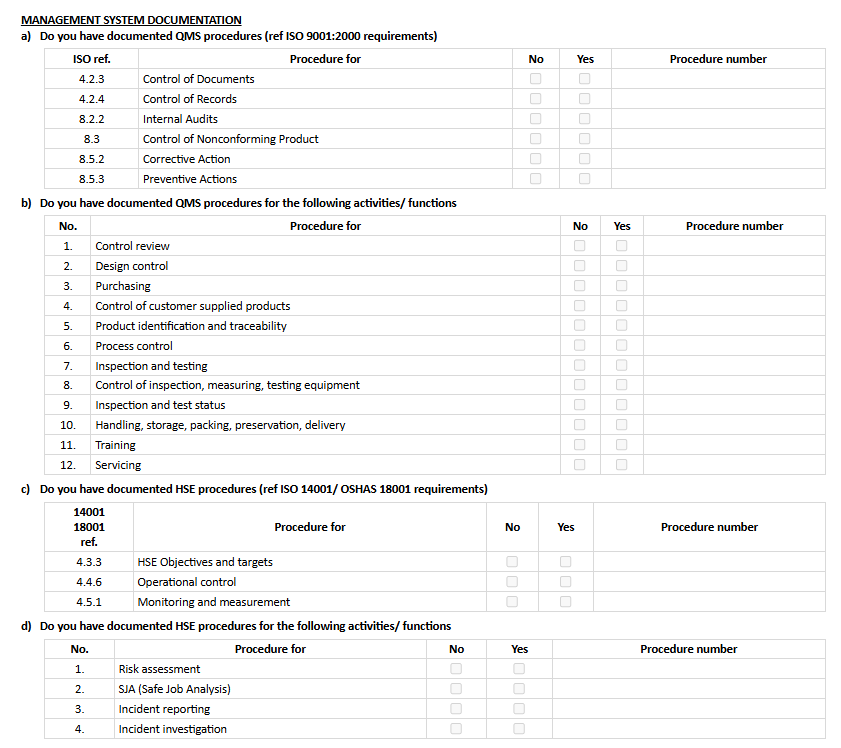 MANAGEMENT SYSTEM DOCUMENTATION
a) Do you have documented QMS procedures (ref ISO 9001:2000 requirements)
ISO ref. Procedure for No Yes Procedure number
4.2.3 Control of Documents
4.2.4 Control of Records
8.2.2 Internal Audits
8.3 Control of Nonconforming Product
8.5.2 Corrective Action
8.5.3 Preventive Actions
b) Do you have documented QMS procedures for the following activities/ functions
No. Procedure for No Yes Procedure number
1. Control review
2. Design control
3. Purchasing
4. Control of customer supplied products
5. Product identification and traceability
6. Process control
7. Inspection and testing
8. Control of inspection, measuring, testing equipment
9. Inspection and test status
10. Handling, storage, packing, preservation, delivery
11. Training
12. Servicing
c) Do you have documented HSE procedures (ref ISO 14001/ OSHAS 18001 requirements)
14001
18001 Procedure for No Yes Procedure number
ref.
4.3.3 HSE Objectives and targets
4.4.6 Operational control
4.5.1 Monitoring and measurement
d) Do you have documented HSE procedures for the following activities/ functions
No. Procedure for No Yes Procedure number
1. Risk assessment
2. SJA (Safe Job Analysis)
3. Incident reporting
4. Incident investigation